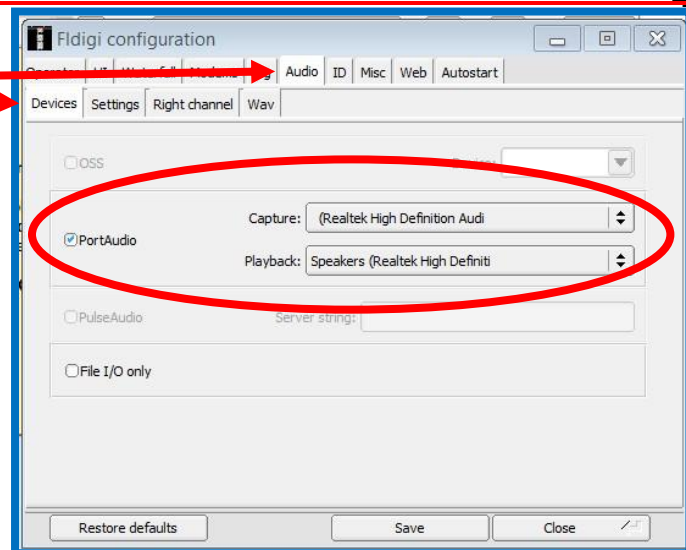 Fldigi configuration
Audio ID Misc Web Autostart
Devices Settings Right channel Wav
OSS
Capture: (Realtek High Definition Audi
PortAudio
Playback: Speakers (Realtek High Definiti
PulseAudio Server string:
File I/O only
Restore defaults Save Close